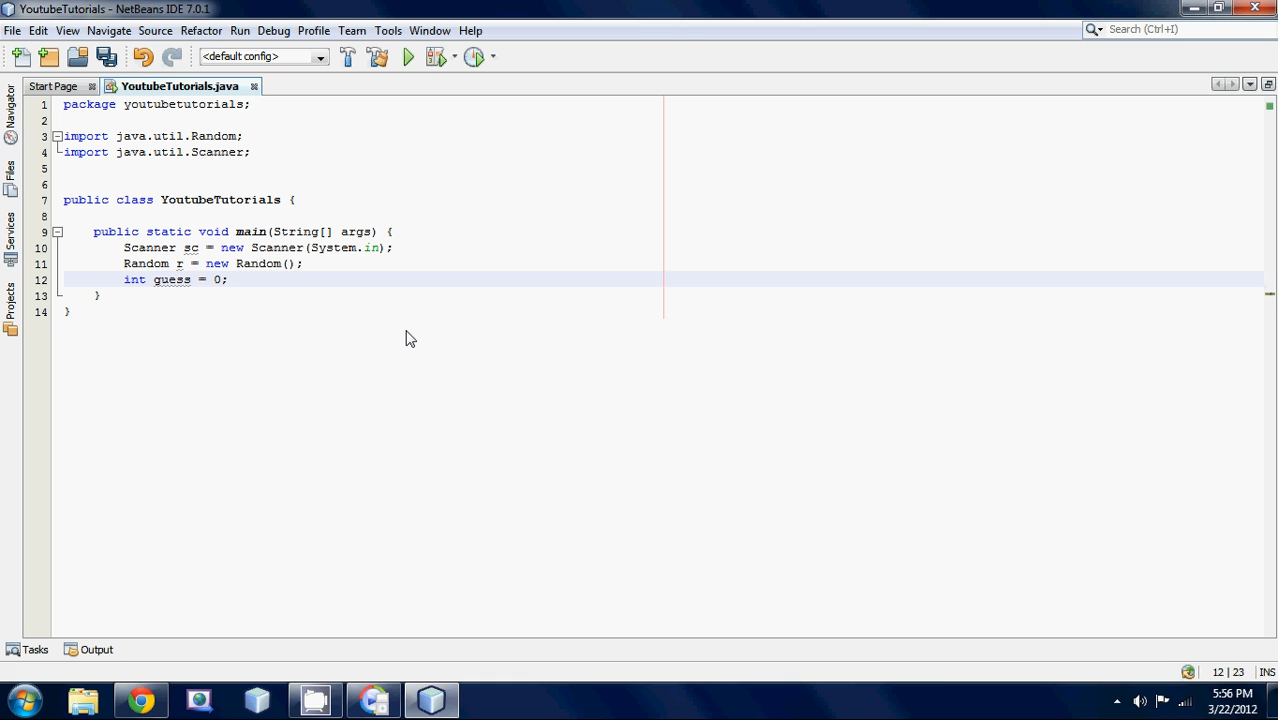 YoutubeTutorials - NetBeans IDE 7.0.1
File Edit View Navigate Source Refactor Run Debug Profile Team Tools Window Help
Search (Ctrl+I)
<default config>
Start Page YoutubeTutorials.java
1 package youtubetutorials;
2
3 import java.util.Random;
4 import java.util.Scanner;
5
6
7 public class YoutubeTutorials {
8
9 public static void main(String[] args) {
10 Scanner sc = new Scanner(System.in);
11 Random r = new Random();
12 int guess = 0;
13 }
14 }
Navigator
Files
Services
Projects
Tasks Output
12 | 23 INS
5:56 PM
3/22/2012